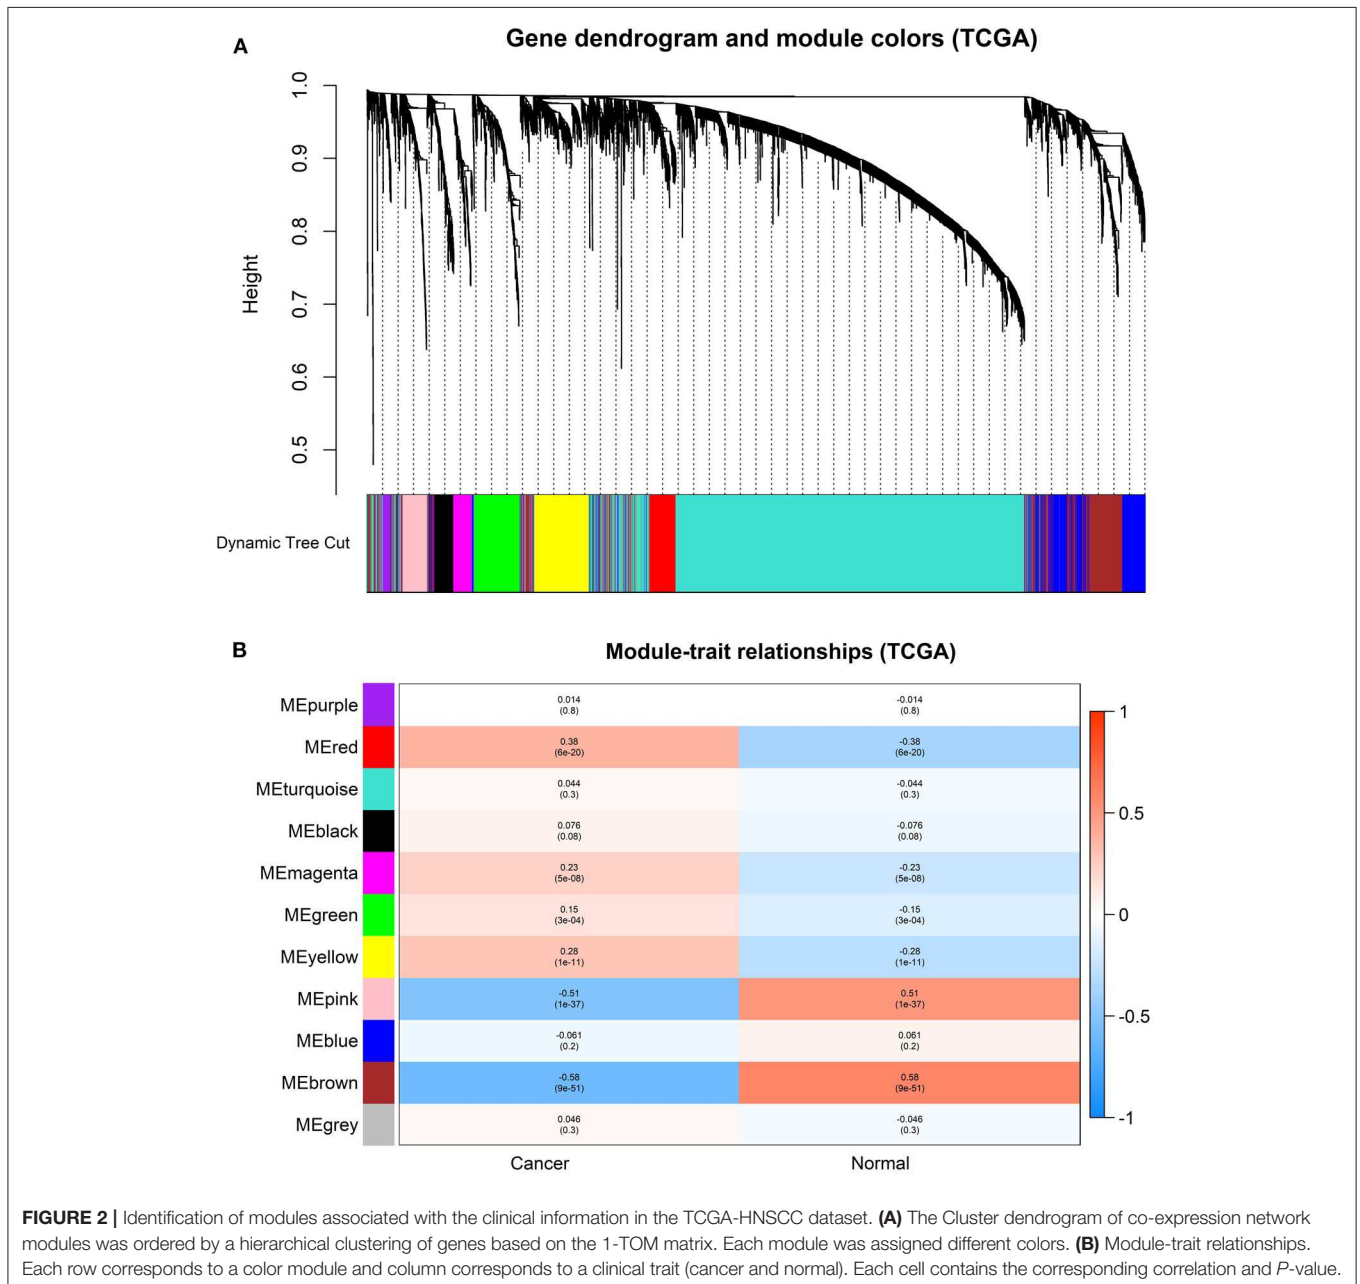 A
Gene dendrogram and module colors (TCGA)
Height
1.0
0.9
0.8
0.7
0.6
0.5
Dynamic Tree Cut
B
Module-trait relationships (TCGA)
MEpurple
0.014
(0.8)
-0.014
(0.8)
MEred
0.38
(6e-20)
-0.38
(6e-20)
MEturquoise
0.044
(0.3)
-0.044
(0.3)
MEblack
0.076
(0.08)
-0.076
(0.08)
MEmagenta
0.23
(5e-08)
-0.23
(5e-08)
MEgreen
0.15
(3e-04)
-0.15
(3e-04)
MEyellow
0.28
(1e-11)
-0.28
(1e-11)
MEpink
-0.51
(1e-37)
0.51
(1e-37)
MEblue
-0.061
(0.2)
0.061
(0.2)
MEbrown
-0.58
(9e-51)
0.58
(9e-51)
MEgrey
0.046
(0.3)
-0.046
(0.3)
Cancer
Normal
1
0.5
0
-0.5
-1
FIGURE 2 | Identification of modules associated with the clinical information in the TCGA-HNSCC dataset. (A) The Cluster dendrogram of co-expression network
modules was ordered by a hierarchical clustering of genes based on the 1-TOM matrix. Each module was assigned different colors. (B) Module-trait relationships.
Each row corresponds to a color module and column corresponds to a clinical trait (cancer and normal). Each cell contains the corresponding correlation and P-value.